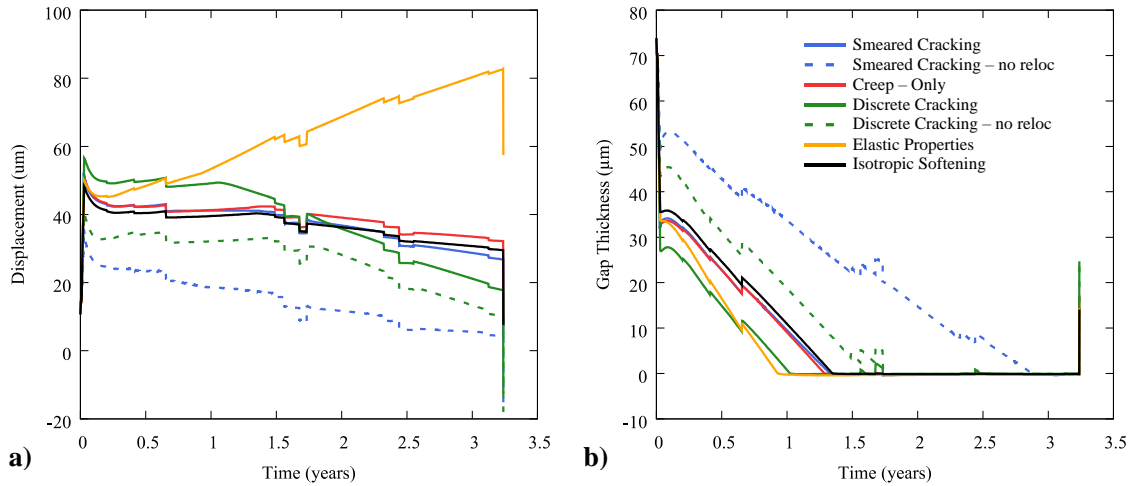 100
80
60
40
20
0
-20
Displacement (um)
0
0.5
1
1.5
2
2.5
3
3.5
Time (years)
a)
80
70
60
50
40
30
20
10
0
-10
Gap Thickness (μm)
Smeared Cracking
Smeared Cracking – no reloc
Creep – Only
Discrete Cracking
Discrete Cracking – no reloc
Elastic Properties
Isotropic Softening
0
0.5
1
1.5
2
2.5
3
3.5
Time (years)
b)